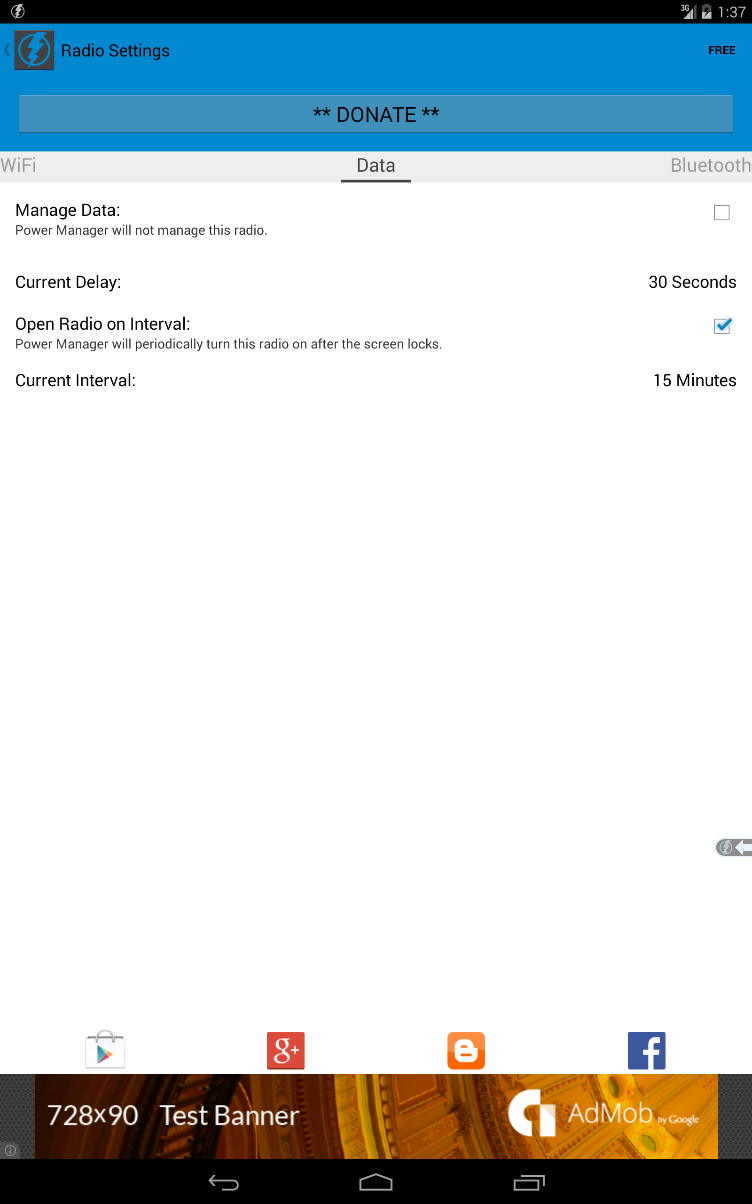 3G 1:37
Radio Settings FREE
** DONATE **
WiFi Data Bluetooth
Manage Data:
Power Manager will not manage this radio.
Current Delay: 30 Seconds
Open Radio on Interval:
Power Manager will periodically turn this radio on after the screen locks.
Current Interval: 15 Minutes
g+
f
728x90 Test Banner AdMob by Google